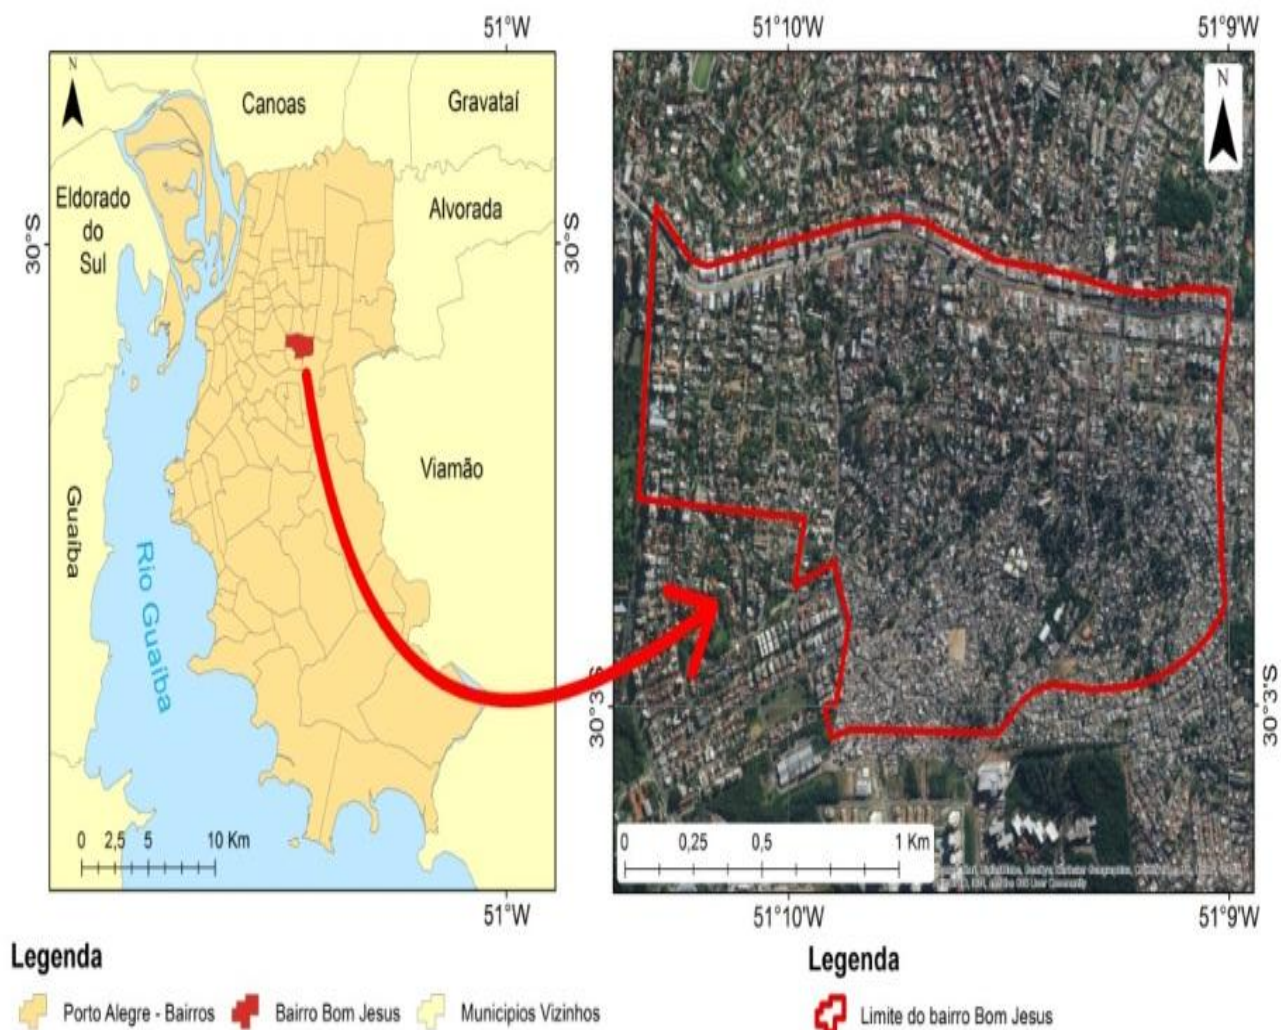 51°W
N
Canoas
Gravataí
Eldorado
do
Sul
Alvorada
30°S
30°S
Viamão
Guaíba
Rio Guaíba
0 2,5 5 10 Km
51°W
51°10'W
51°9'W
N
30°3'S
30°3'S
0 0,25 0,5 1 Km
51°10'W
51°9'W
Legenda
Porto Alegre - Bairros
Bairro Bom Jesus
Municipios Vizinhos
Legenda
Limite do bairro Bom Jesus